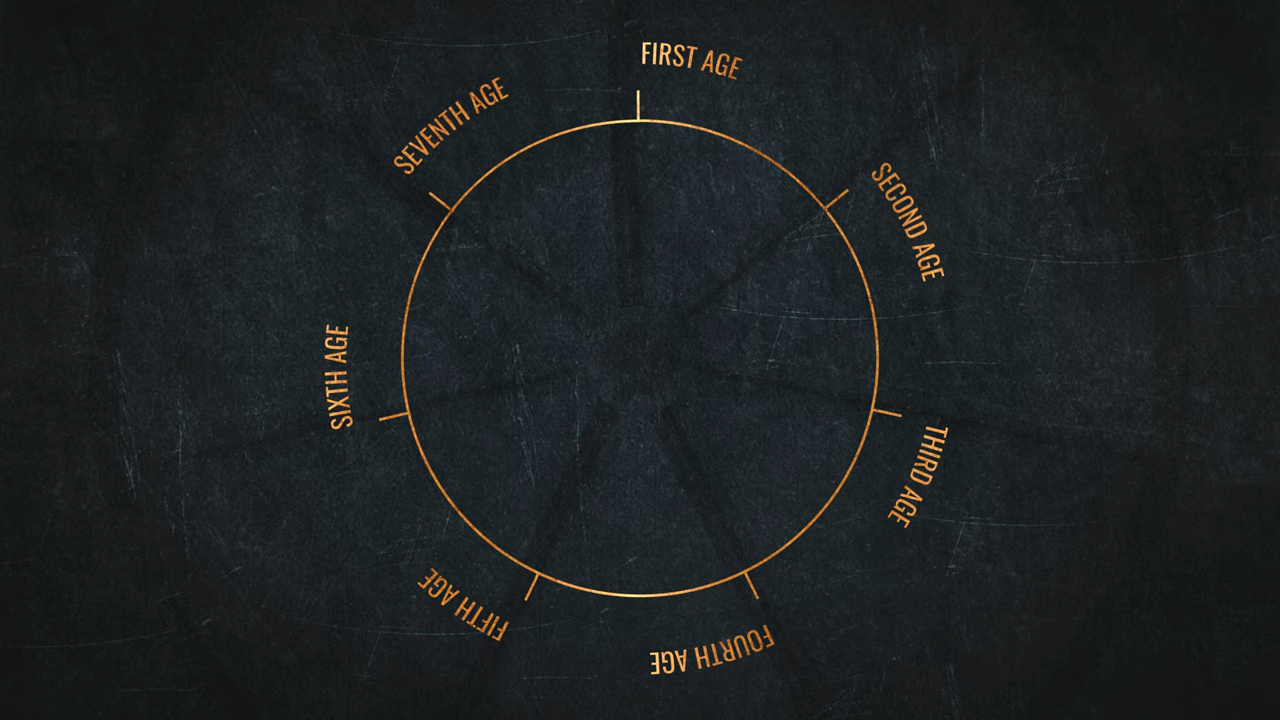 FIRST AGE
SECOND AGE
THIRD AGE
FOURTH AGE
FIFTH AGE
SIXTH AGE
SEVENTH AGE